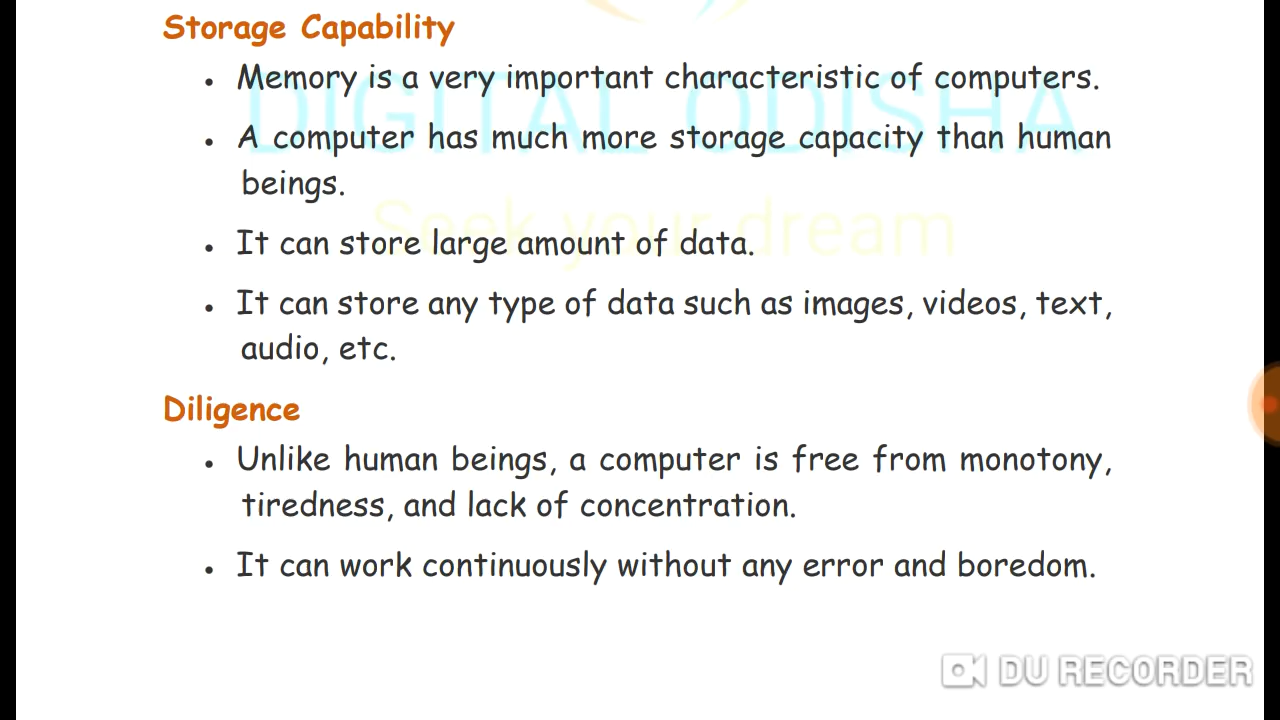 Storage Capability
• Memory is a very important characteristic of computers.
• A computer has much more storage capacity than human
beings.
• It can store large amount of data.
• It can store any type of data such as images, videos, text,
audio, etc.
Diligence
• Unlike human beings, a computer is free from monotony,
tiredness, and lack of concentration.
• It can work continuously without any error and boredom.
DIGITAL ODISHA
Seek your dream
DU RECORDER